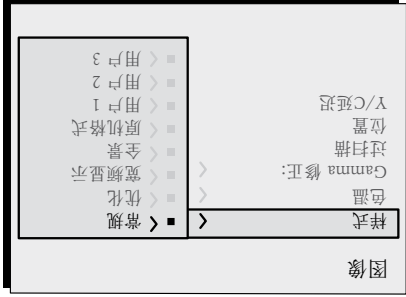 图像
样式
色温
Gamma 修正:
过扫描
位置
Y/C延迟
常规
优化
宽频显示
全景
原机格式
用户 1
用户 2
用户 3